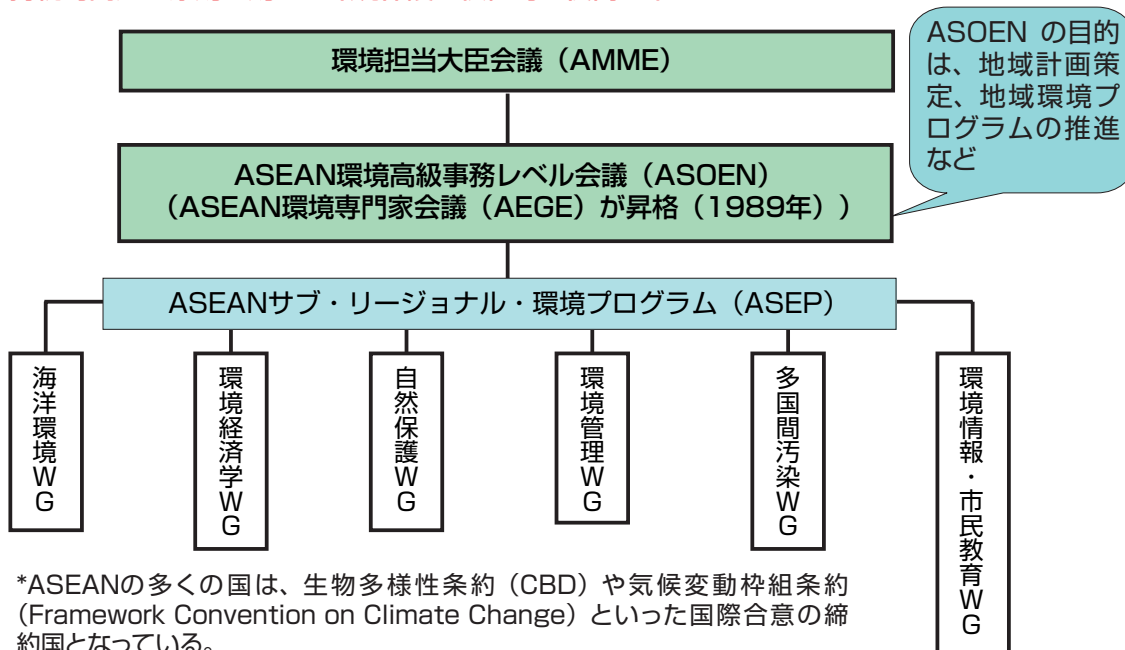 環境担当大臣会議（AMME）
ASOEN の目的
は、地域計画策
定、地域環境プ
ログラムの推進
など
ASEAN環境高級事務レベル会議（ASOEN）
（ASEAN環境専門家会議（AEGE）が昇格（1989年））
ASEANサブ・リージョナル・環境プログラム（ASEP）
海洋環境WG
環境経済学WG
自然保護WG
環境管理WG
多国間汚染WG
環境情報・市民教育WG
*ASEANの多くの国は、生物多様性条約（CBD）や気候変動枠組条約
（Framework Convention on Climate Change）といった国際合意の締
約国となっている。